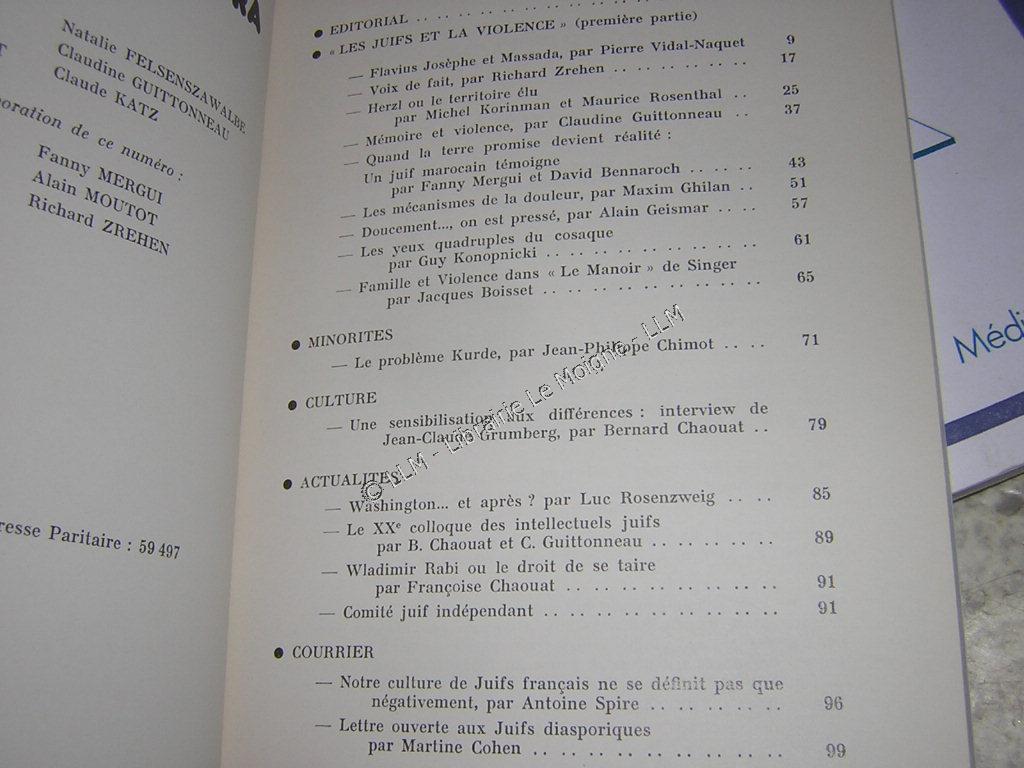 RA
Natalie FELSENSZAWALBE
Claudine GUITTONNEAU
Claude KATZ
T
oration de ce numéro :
Fanny MERGUI
Alain MOUTOT
Richard ZREHEN
resse Paritaire : 59 497
● EDITORIAL
● « LES JUIFS ET LA VIOLENCE » (première partie)
— Flavius Josèphe et Massada, par Pierre Vidal-Naquet 9
— Voix de fait, par Richard Zrehen . . . . . . . . . 17
— Herzl ou le territoire élu
par Michel Korinman et Maurice Rosenthal . . 25
— Mémoire et violence, par Claudine Guittonneau . . 37
— Quand la terre promise devient réalité :
Un juif marocain témoigne
par Fanny Mergui et David Bennaroch . . . . . . 43
— Les mécanismes de la douleur, par Maxim Ghilan . . 51
— Doucement..., on est pressé, par Alain Geismar . . . . 57
— Les yeux quadruples du cosaque
par Guy Konopnicki . . . . . . . . . . . . . . 61
— Famille et Violence dans « Le Manoir » de Singer
par Jacques Boisset . . . . . . . . . . . . . . 65
● MINORITES
— Le problème Kurde, par Jean-Philippe Chimot . . . . 71
● CULTURE
— Une sensibilisation aux différences : interview de
Jean-Claude Grumberg, par Bernard Chaouat . . 79
● ACTUALITES
— Washington... et après ? par Luc Rosenzweig . . . . 85
— Le XXe colloque des intellectuels juifs
par B. Chaouat et C. Guittonneau . . . . . . . . 89
— Wladimir Rabi ou le droit de se taire
par Françoise Chaouat . . . . . . . . . . . . . 91
— Comité juif indépendant . . . . . . . . . . . . . . 91
● COURRIER
— Notre culture de Juifs français ne se définit pas que
négativement, par Antoine Spire . . . . . . . . 96
— Lettre ouverte aux Juifs diasporiques
par Martine Cohen . . . . . . . . . . . . . . . 99
© LLM - Librairie Le Moigne - LLM
Médi